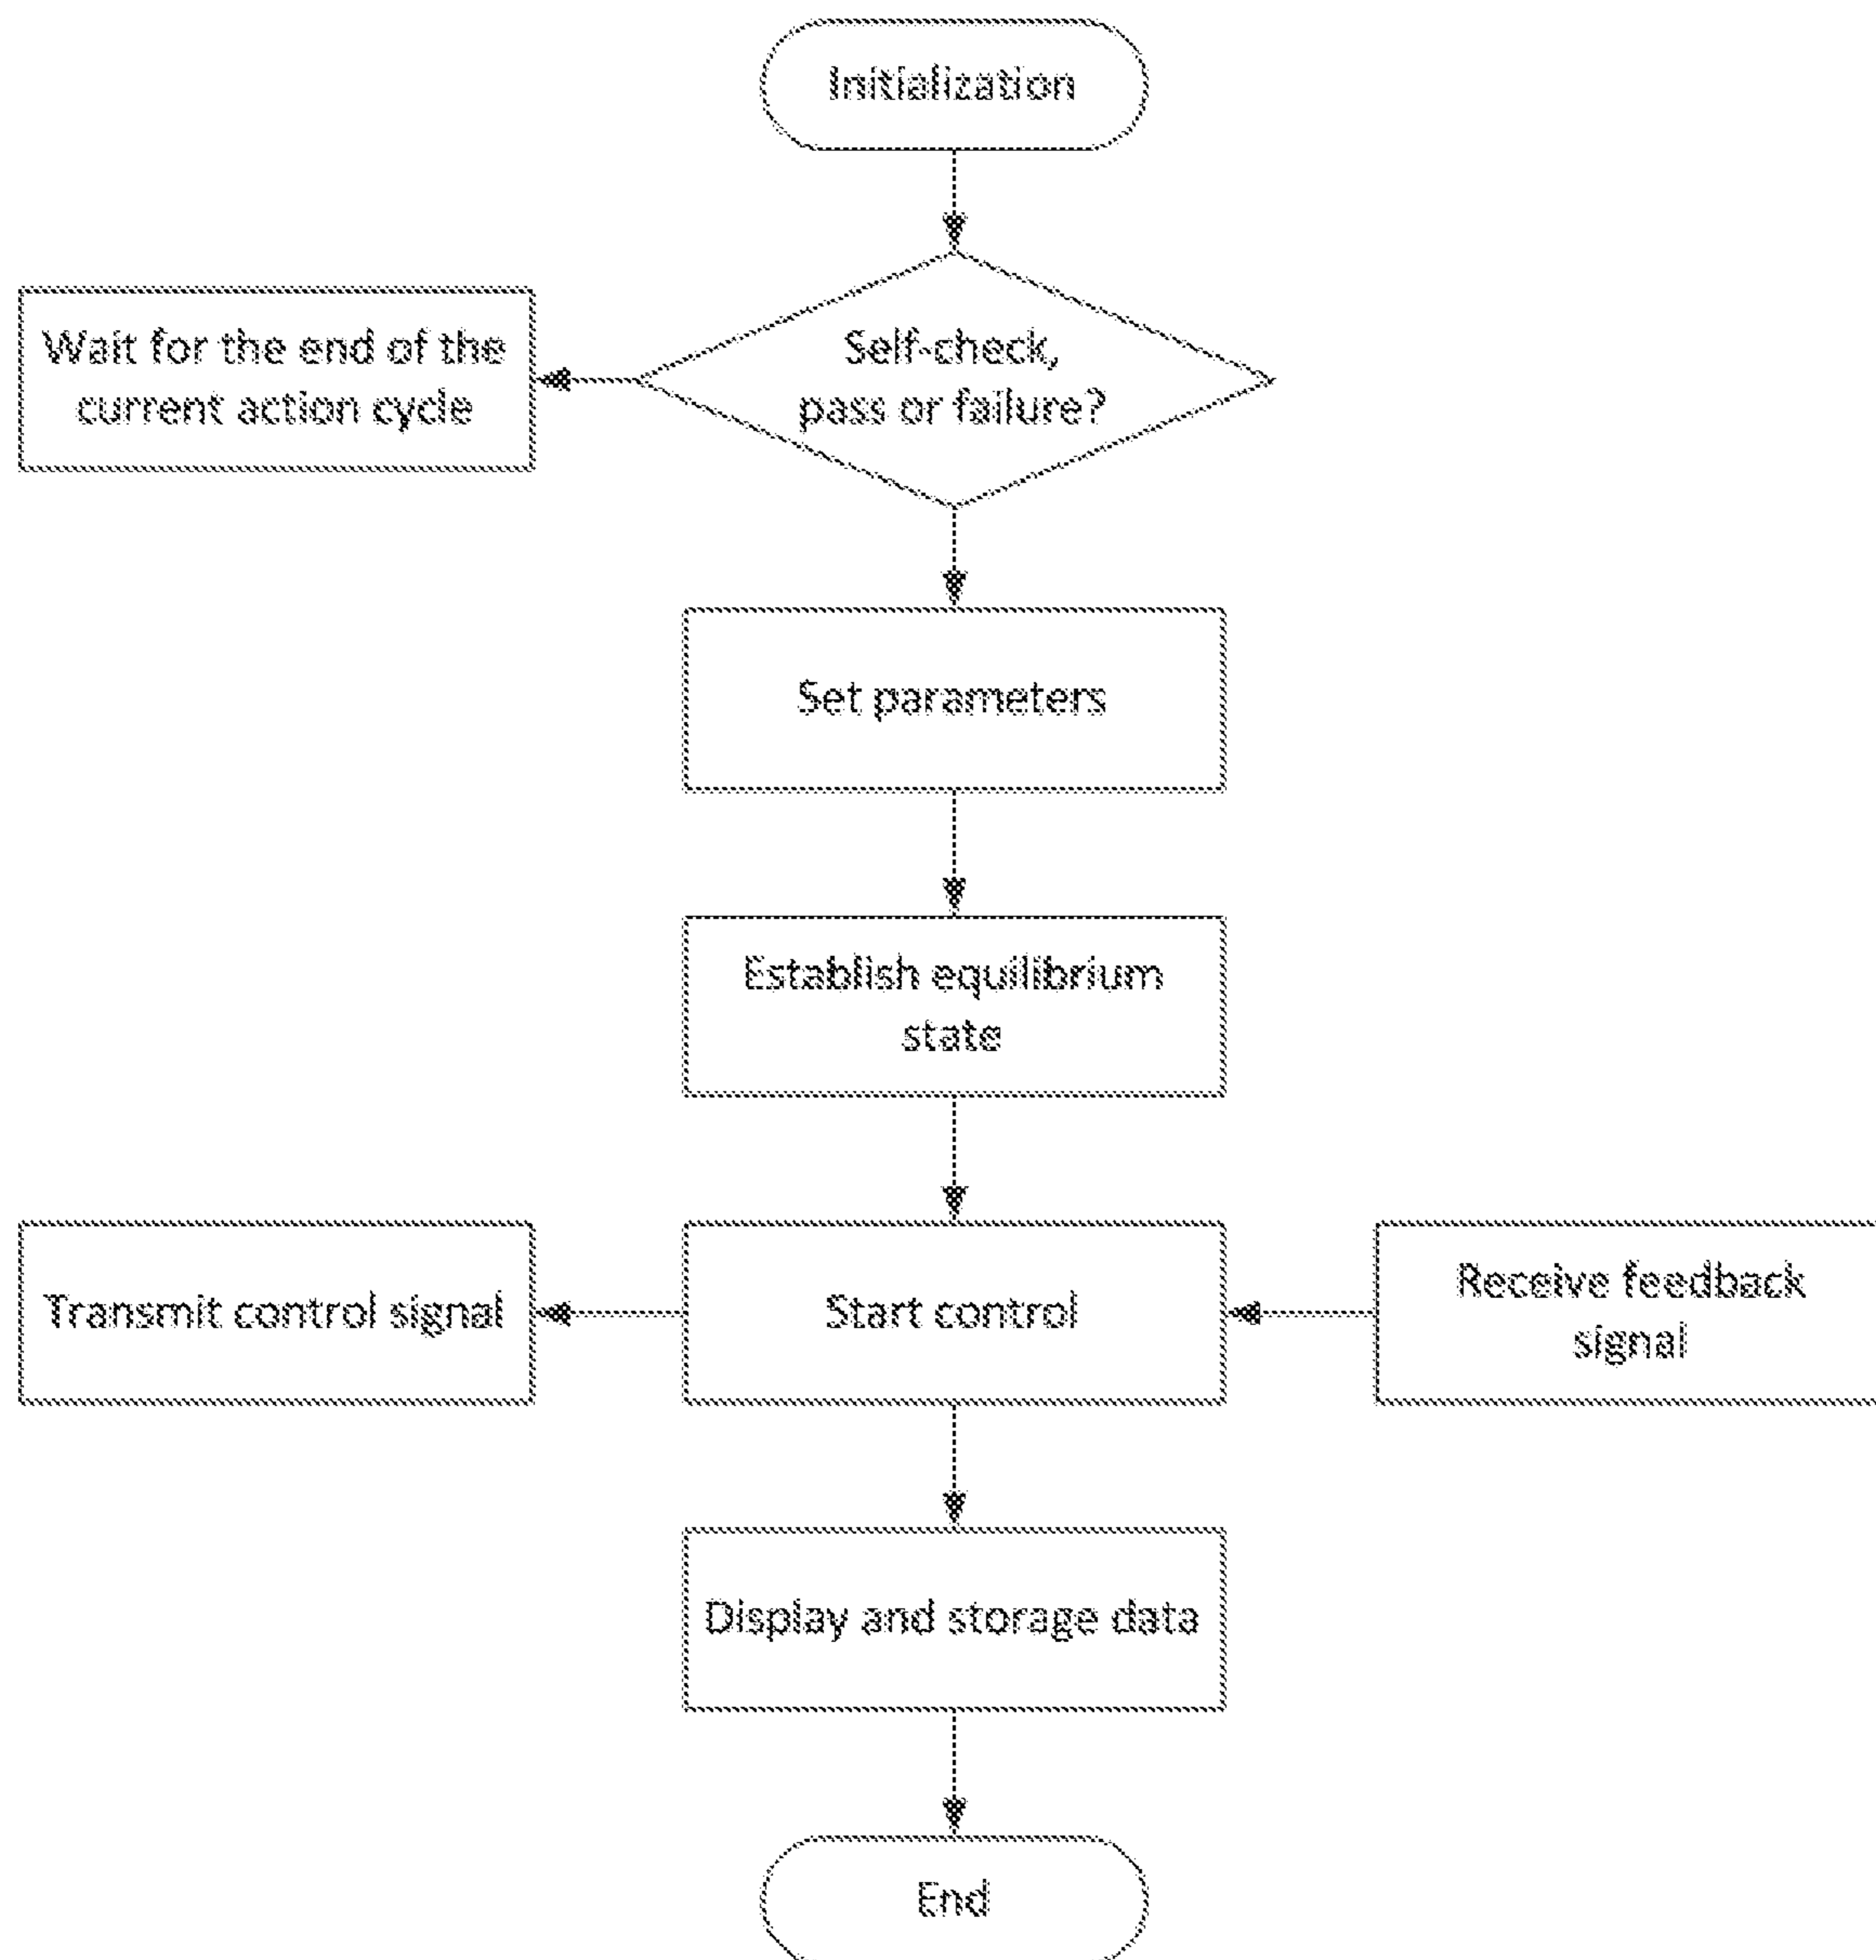 Initialization
Wait for the end of the
current action cycle
Self-check,
pass or failure?
Set parameters
Establish equilibrium
state
Transmit control signal
Start control
Receive feedback
signal
Display and storage data
End